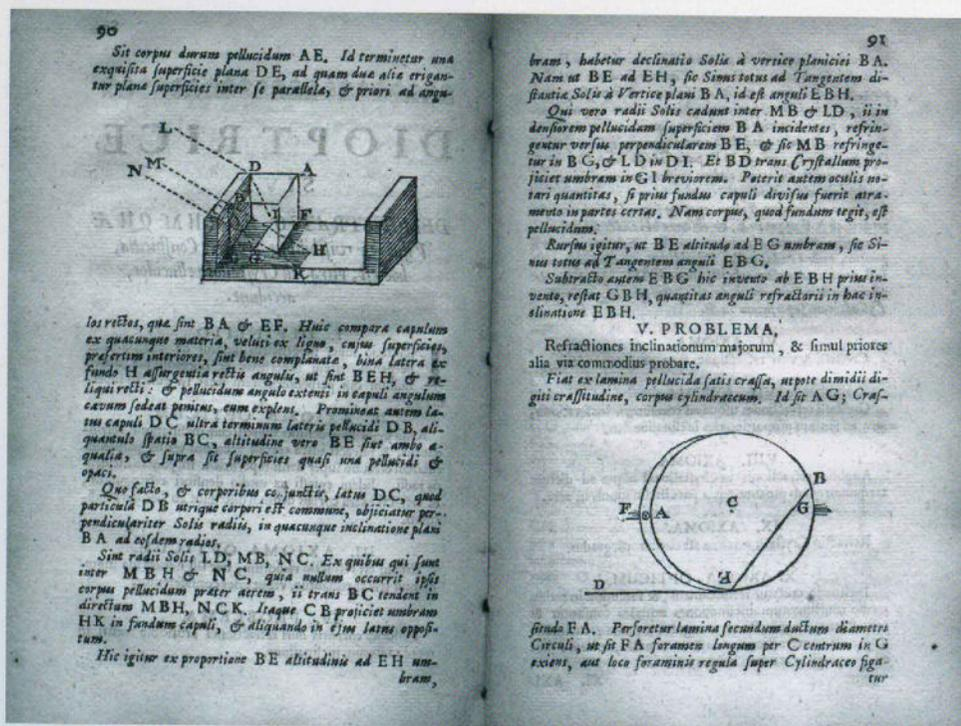 90
Sit corpus durum pellucidum AE. Id terminetur una
exquisita superficie plana DE, ad quam duæ aliæ erigan-
tur planæ superficies inter se parallelæ, & priori ad angu-
L
M
N
D
A
B
I
F
C
E
G
H
K
los rectos, quæ sint BA & EF. Huic compara capulum
ex quacunque materia, veluti ex ligno, cujus superficies,
præsertim interiores, sint bene complanatæ, bina latera ex
fundo H assurgentia rectis angulis, ut sint BEH, & re-
liqui recti: & pellucidum angulo extenti in capuli angulum
cavum sedeat penitus, eum explens. Promineat autem la-
tus capuli DC ultra terminum lateris pellucidi DB, ali-
quantulo spatio BC, altitudine vero BE sint ambo æ-
qualia, & supra sit superficies quasi una pellucidi &
opaci.
Quo facto, & corporibus conjunctis, latus DC, quod
particulâ DB utrique corpori est commune, objiciatur per-
pendiculariter Solis radiis, in quacunque inclinatione plani
BA ad eosdem radios.
Sint radii Solis LD, MB, NC. Ex quibus qui sunt
inter MBH & NC, quia nullum occurrit ipsis
corpus pellucidum præter aerem, ii trans BC tendent in
directum MBH, NCK. Itaque CB projiciet umbram
HK in fundum capuli, & aliquando in ejus latus opposi-
tum.
Hic igitur ex proportione BE altitudinis ad EH um-
bram,
91
bram, habetur declinatio Solis à vertice planiciei BA.
Nam ut BE ad EH, sic Sinus totus ad Tangentem di-
stantiæ Solis à Vertice plani BA, id est anguli EBH.
Qui vero radii Solis cadunt inter MB & LD, ii in
densiorem pellucidam superficiem BA incidentes, refrin-
gentur versus perpendicularem BE, & sic MB refringe-
tur in BG, & LD in DI. Et BD trans Crystallum pro-
jiciet umbram in GI breviorem. Poterit autem oculis no-
tari quantitas, si prius fundus capuli divisus fuerit atra-
mento in partes certas. Nam corpus, quod fundum tegit, est
pellucidum.
Rursus igitur, ut BE altitudo ad EG umbram, sic Si-
nus totus ad Tangentem anguli EBG.
Subtracto autem EBG hic invento ab EBH prius in-
vento, restat GBH, quantitas anguli refractorii in hac in-
clinatione EBH.
V. PROBLEMA.
Refractiones inclinationum majorum, & simul priores
alia via commodius probare.
Fiat ex lamina pellucida satis crassa, utpote dimidii di-
giti crassitudine, corpus cylindraceum. Id sit AG; Cras-
B
C
F
A
G
E
D
situdo FA. Perforetur lamina secundum ductum diametri
Circuli, ut sit FA foramen longum per C centrum in G
exiens, aut loco foraminis regula super Cylindraceo figa-
tur